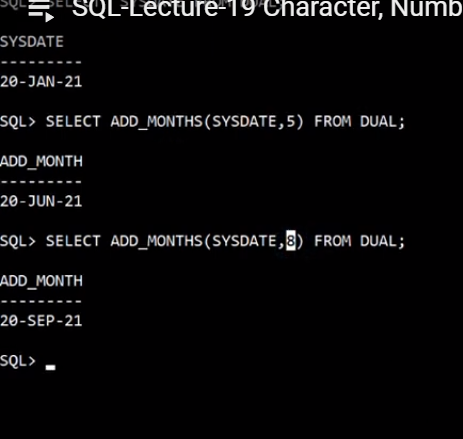 SQL-Lecture-19 Character, Numb
SYSDATE
---------
20-JAN-21
SQL> SELECT ADD_MONTHS(SYSDATE,5) FROM DUAL;
ADD_MONTH
---------
20-JUN-21
SQL> SELECT ADD_MONTHS(SYSDATE,8) FROM DUAL;
ADD_MONTH
---------
20-SEP-21
SQL> _